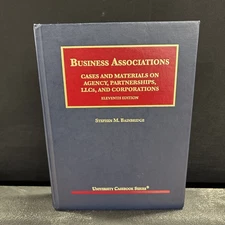 BUSINESS ASSOCIATIONS
CASES AND MATERIALS ON
AGENCY, PARTNERSHIPS,
LLCs, AND CORPORATIONS
ELEVENTH EDITION
STEPHEN M. BAINBRIDGE
UNIVERSITY CASEBOOK SERIES®